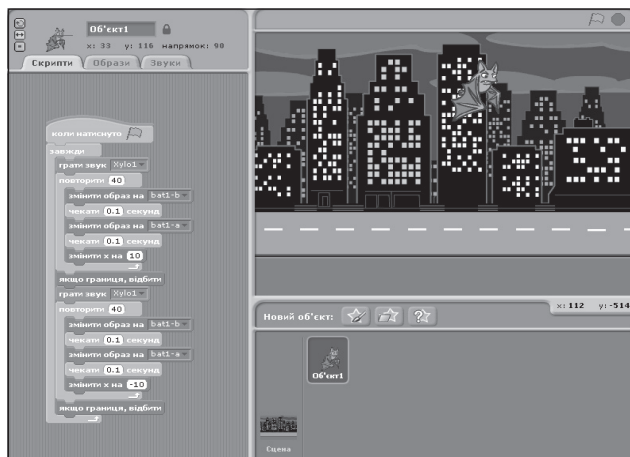 Об'єкт1
x: 33 y: 116 напрямок: 90
Скрипти Образи Звуки
коли натиснуто
завжди
грати звук Xylo1
повторити 40
змінити образ на bat1-b
чекати 0.1 секунд
змінити образ на bat1-a
чекати 0.1 секунд
змінити x на 10
якщо границя, відбити
грати звук Xylo1
повторити 40
змінити образ на bat1-b
чекати 0.1 секунд
змінити образ на bat1-a
чекати 0.1 секунд
змінити x на -10
якщо границя, відбити
x: 112 y: -514
Новий об'єкт:
Об'єкт1
Сцена